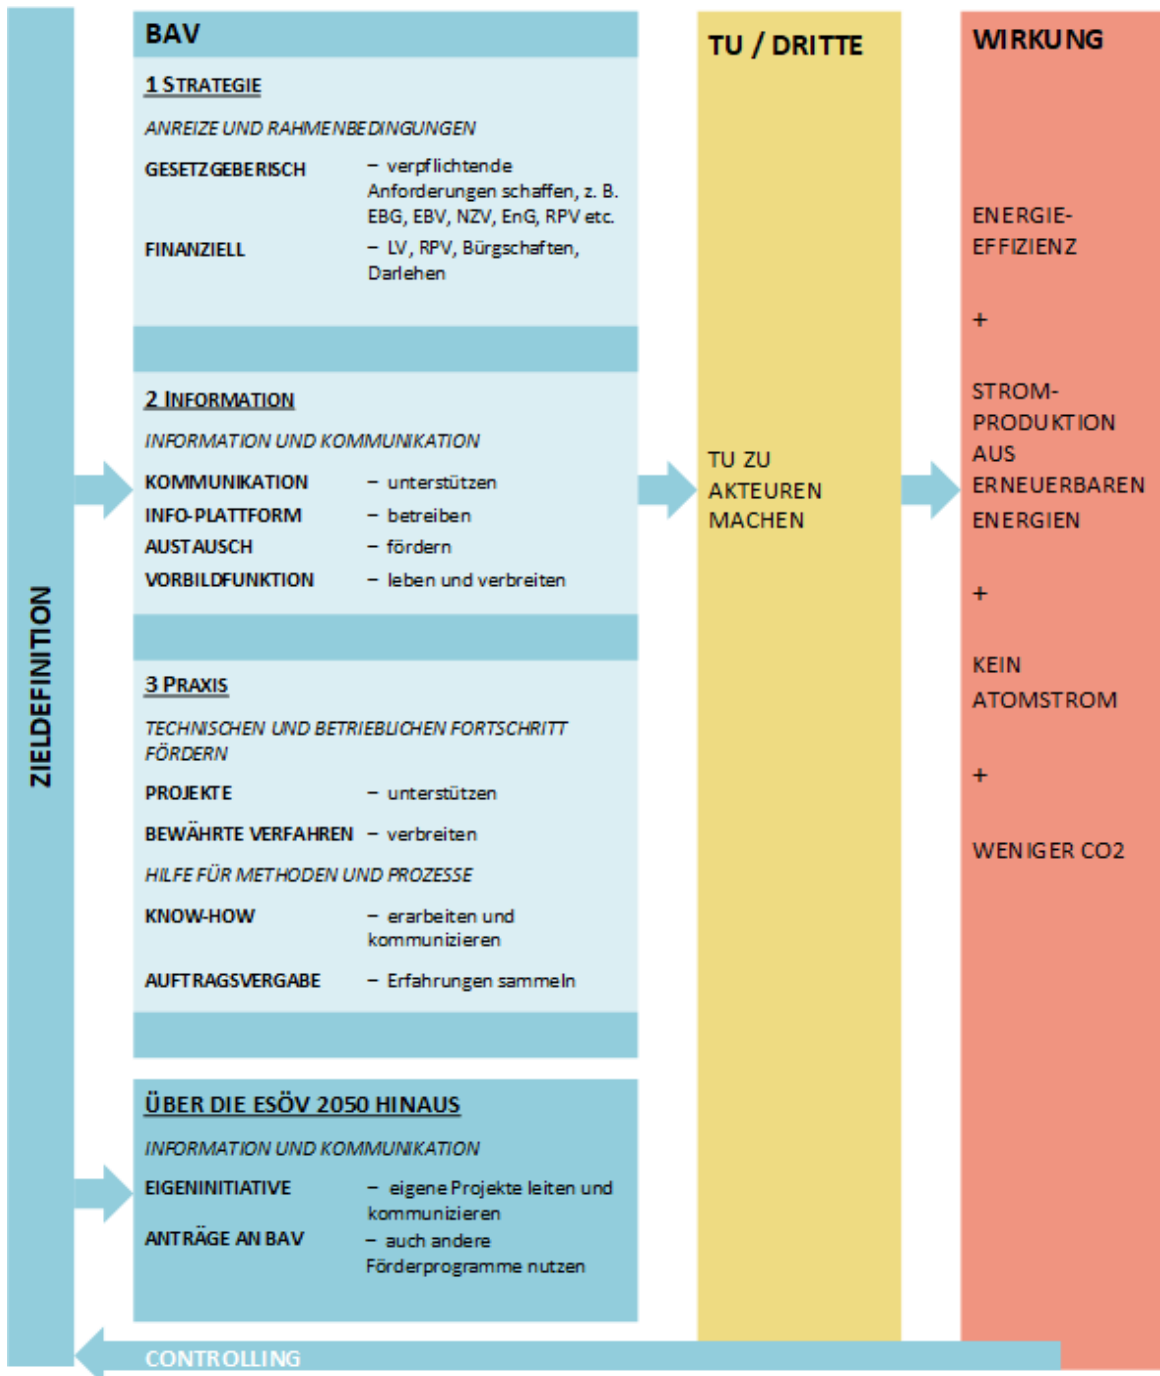 ZIELDEFINITION
BAV
1 STRATEGIE
ANREIZE UND RAHMENBEDINGUNGEN
GESETZGEBERISCH – verpflichtende
Anforderungen schaffen, z. B.
EBG, EBV, NZV, EnG, RPV etc.
FINANZIELL – LV, RPV, Bürgschaften,
Darlehen
2 INFORMATION
INFORMATION UND KOMMUNIKATION
KOMMUNIKATION – unterstützen
INFO-PLATTFORM – betreiben
AUSTAUSCH – fördern
VORBILDFUNKTION – leben und verbreiten
3 PRAXIS
TECHNISCHEN UND BETRIEBLICHEN FORTSCHRITT
FÖRDERN
PROJEKTE – unterstützen
BEWÄHRTE VERFAHREN – verbreiten
HILFE FÜR METHODEN UND PROZESSE
KNOW-HOW – erarbeiten und
kommunizieren
AUFTRAGSVERGABE – Erfahrungen sammeln
ÜBER DIE ESÖV 2050 HINAUS
INFORMATION UND KOMMUNIKATION
EIGENINITIATIVE – eigene Projekte leiten und
kommunizieren
ANTRÄGE AN BAV – auch andere
Förderprogramme nutzen
TU / DRITTE
TU ZU
AKTEUREN
MACHEN
WIRKUNG
ENERGIE-
EFFIZIENZ
+
STROM-
PRODUKTION
AUS
ERNEUERBAREN
ENERGIEN
+
KEIN
ATOMSTROM
+
WENIGER CO2
CONTROLLING